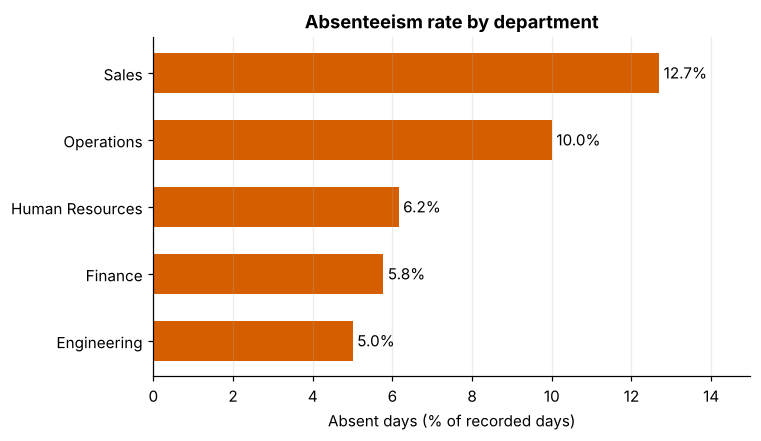 Absenteeism rate by department
Sales 12.7%
Operations 10.0%
Human Resources 6.2%
Finance 5.8%
Engineering 5.0%
0 2 4 6 8 10 12 14
Absent days (% of recorded days)